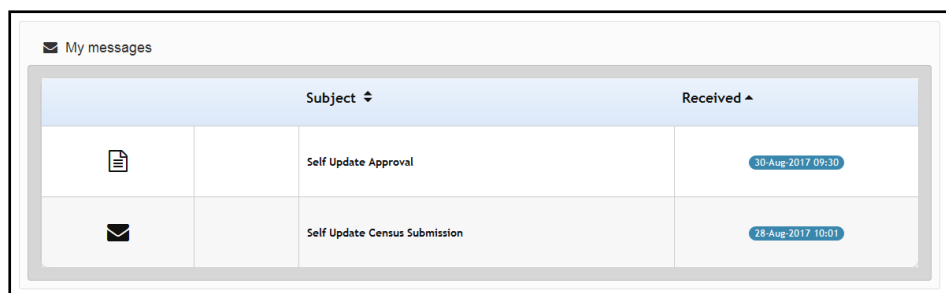 My messages
Subject Received
Self Update Approval 30-Aug-2017 09:30
Self Update Census Submission 28-Aug-2017 10:01